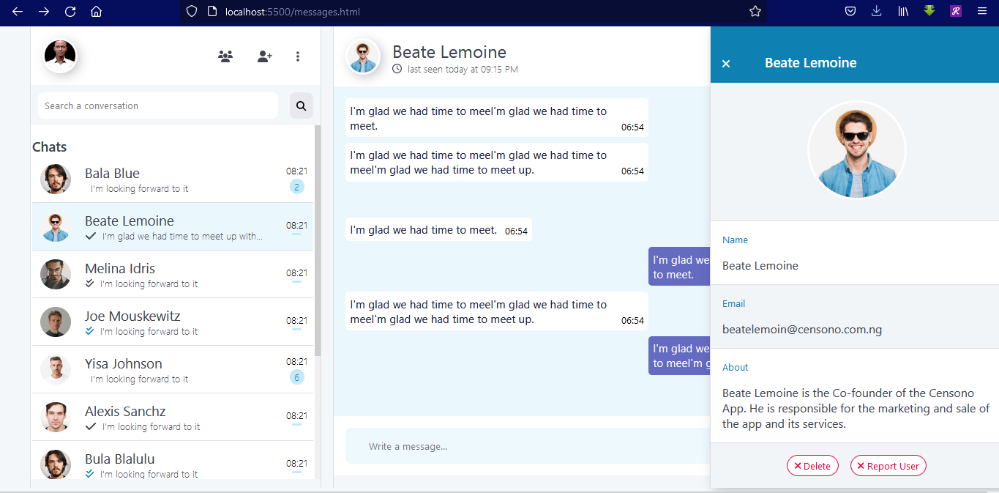 localhost:5500/messages.html
Search a conversation
Chats
Bala Blue
08:21
I'm looking forward to it
2
Beate Lemoine
08:21
I'm glad we had time to meet up with...
Melina Idris
08:21
I'm looking forward to it
Joe Mouskewitz
08:21
I'm looking forward to it
Yisa Johnson
08:21
I'm looking forward to it
6
Alexis Sanchz
08:21
I'm looking forward to it
Bula Blalulu
08:21
I'm looking forward to it
Beate Lemoine
last seen today at 09:15 PM
I'm glad we had time to meeI'm glad we had time to
meet.
06:54
I'm glad we had time to meeI'm glad we had time to
meeI'm glad we had time to meet up.
06:54
I'm glad we had time to meet.
06:54
I'm glad we
to meet.
I'm glad we had time to meeI'm glad we had time to
meeI'm glad we had time to meet up.
06:54
I'm glad we
to meeI'm g
Write a message...
Beate Lemoine
Name
Beate Lemoine
Email
beatelemoin@censono.com.ng
About
Beate Lemoine is the Co-founder of the Censono
App. He is responsible for the marketing and sale of
the app and its services.
Delete
Report User